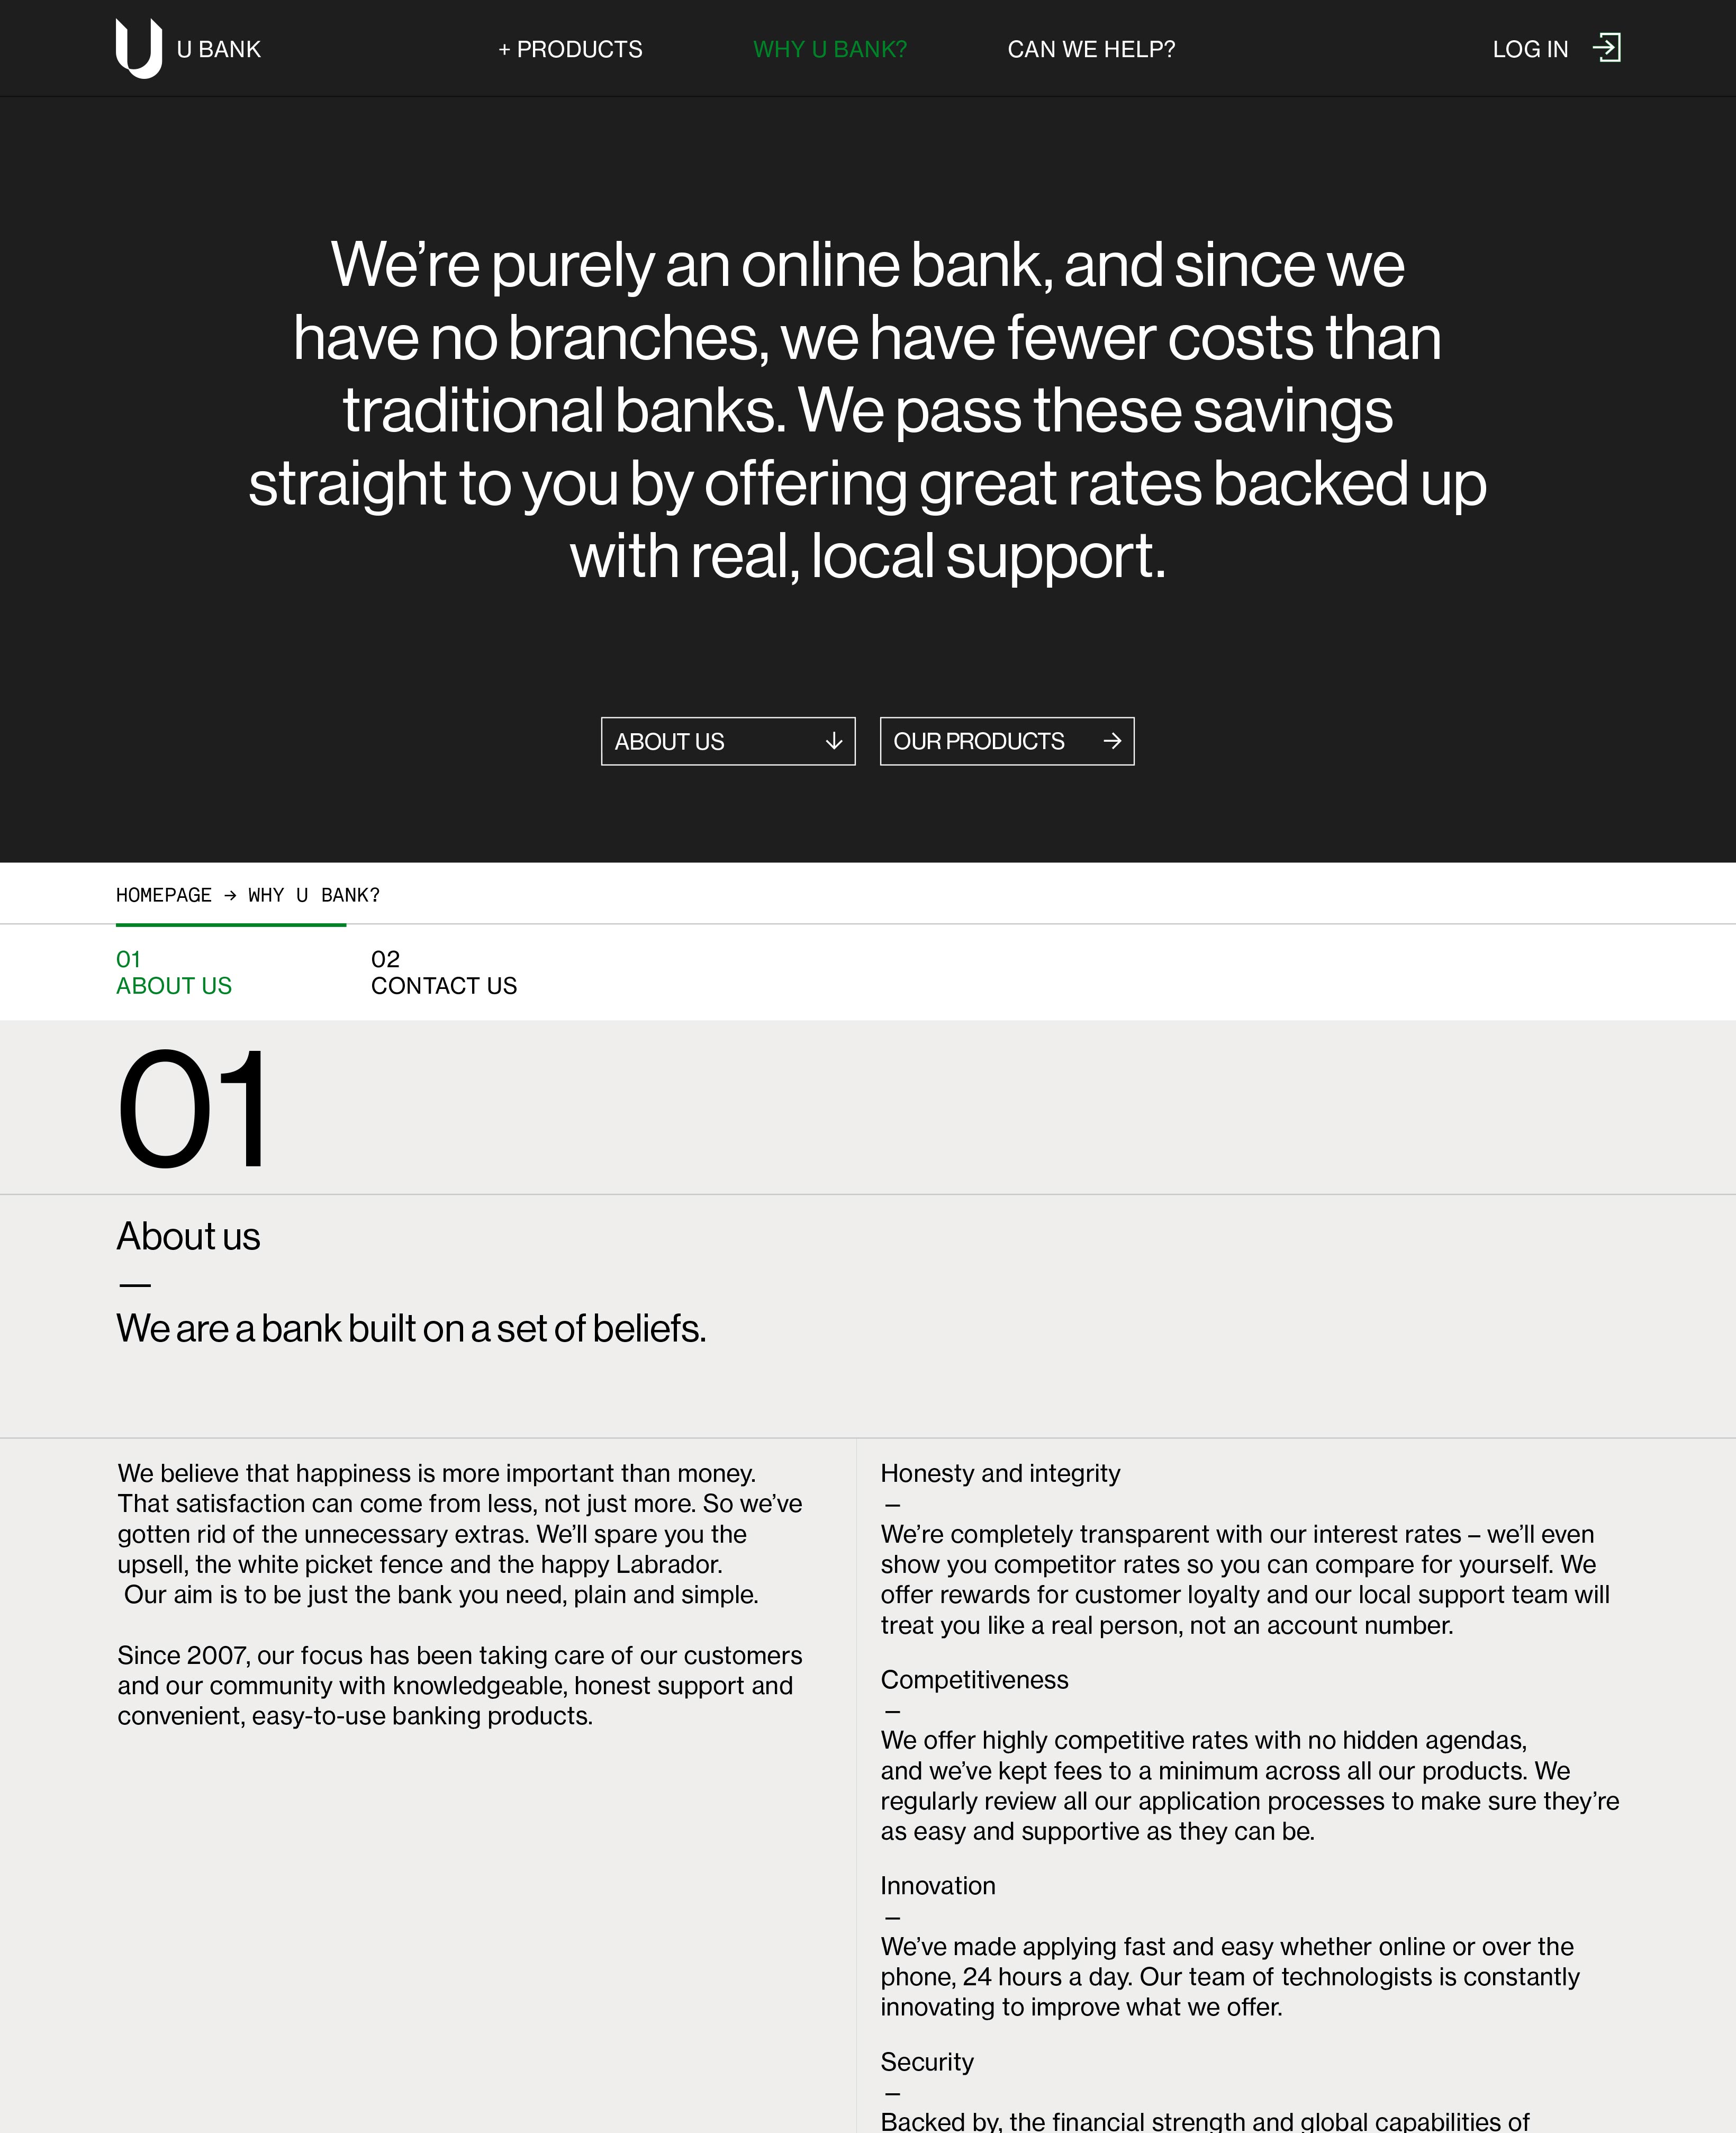 U BANK
+ PRODUCTS
WHY U BANK?
CAN WE HELP?
LOG IN
We’re purely an online bank, and since we
have no branches, we have fewer costs than
traditional banks. We pass these savings
straight to you by offering great rates backed up
with real, local support.
ABOUT US ↓
OUR PRODUCTS →
HOMEPAGE → WHY U BANK?
01
ABOUT US
02
CONTACT US
01
About us
—
We are a bank built on a set of beliefs.
We believe that happiness is more important than money.
That satisfaction can come from less, not just more. So we’ve
gotten rid of the unnecessary extras. We’ll spare you the
upsell, the white picket fence and the happy Labrador.
Our aim is to be just the bank you need, plain and simple.
Since 2007, our focus has been taking care of our customers
and our community with knowledgeable, honest support and
convenient, easy-to-use banking products.
Honesty and integrity
–
We’re completely transparent with our interest rates – we’ll even
show you competitor rates so you can compare for yourself. We
offer rewards for customer loyalty and our local support team will
treat you like a real person, not an account number.
Competitiveness
–
We offer highly competitive rates with no hidden agendas,
and we’ve kept fees to a minimum across all our products. We
regularly review all our application processes to make sure they’re
as easy and supportive as they can be.
Innovation
–
We’ve made applying fast and easy whether online or over the
phone, 24 hours a day. Our team of technologists is constantly
innovating to improve what we offer.
Security
–
Backed by, the financial strength and global capabilities of